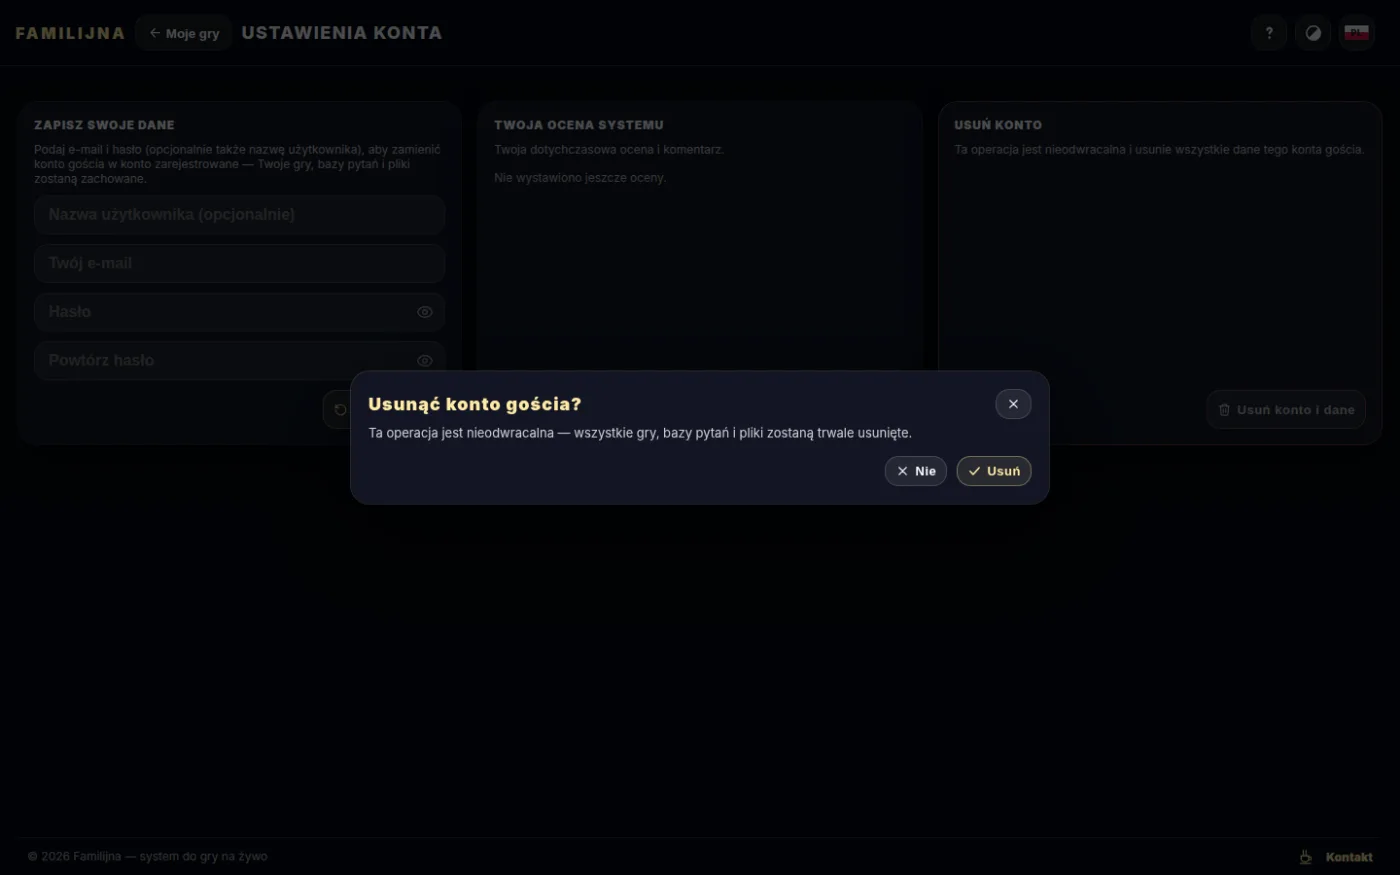 FAMILIJNA
← Moje gry
USTAWIENIA KONTA
?
PL
ZAPISZ SWOJE DANE
Podaj e-mail i hasło (opcjonalnie także nazwę użytkownika), aby zamienić
konto gościa w konto zarejestrowane — Twoje gry, bazy pytań i pliki
zostaną zachowane.
Nazwa użytkownika (opcjonalnie)
Twój e-mail
Hasło
Powtórz hasło
TWOJA OCENA SYSTEMU
Twoja dotychczasowa ocena i komentarz.
Nie wystawiono jeszcze oceny.
USUŃ KONTO
Ta operacja jest nieodwracalna i usunie wszystkie dane tego konta gościa.
Usuń konto i dane
Usunąć konto gościa?
Ta operacja jest nieodwracalna — wszystkie gry, bazy pytań i pliki zostaną trwale usunięte.
Nie
Usuń
© 2026 Familijna — system do gry na żywo
Kontakt